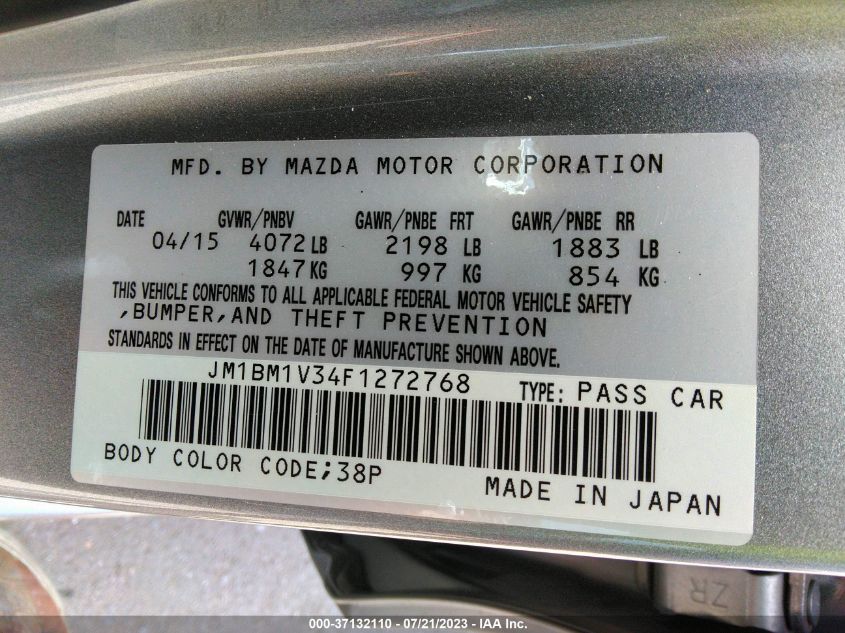 MFD. BY MAZDA MOTOR CORPORATION
DATE GVWR/PNBV GAWR/PNBE FRT GAWR/PNBE RR
04/15 4072 LB 2198 LB 1883 LB
1847 KG 997 KG 854 KG
THIS VEHICLE CONFORMS TO ALL APPLICABLE FEDERAL MOTOR VEHICLE SAFETY
,BUMPER,AND THEFT PREVENTION
STANDARDS IN EFFECT ON THE DATE OF MANUFACTURE SHOWN ABOVE.
JM1BM1V34F1272768 TYPE: PASS CAR
BODY COLOR CODE;38P
MADE IN JAPAN
ZR
000-37132110 - 07/21/2023 - IAA Inc.